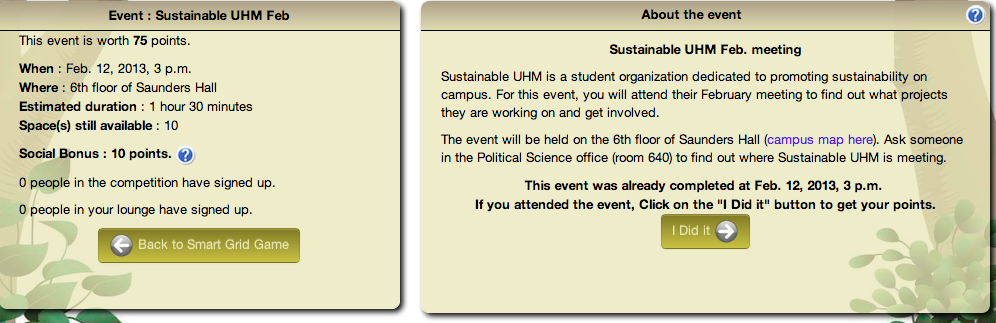 Event : Sustainable UHM Feb
This event is worth 75 points.
When : Feb. 12, 2013, 3 p.m.
Where : 6th floor of Saunders Hall
Estimated duration : 1 hour 30 minutes
Space(s) still available : 10
Social Bonus : 10 points. ?
0 people in the competition have signed up.
0 people in your lounge have signed up.
Back to Smart Grid Game
About the event ?
Sustainable UHM Feb. meeting
Sustainable UHM is a student organization dedicated to promoting sustainability on
campus. For this event, you will attend their February meeting to find out what projects
they are working on and get involved.
The event will be held on the 6th floor of Saunders Hall (campus map here). Ask someone
in the Political Science office (room 640) to find out where Sustainable UHM is meeting.
This event was already completed at Feb. 12, 2013, 3 p.m.
If you attended the event, Click on the "I Did it" button to get your points.
I Did it